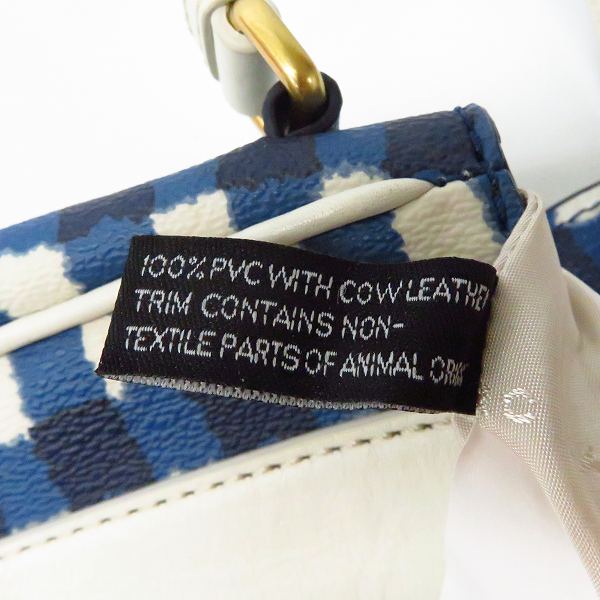 100% PVC WITH COW LEATHER
TRIM CONTAINS NON-
TEXTILE PARTS OF ANIMAL